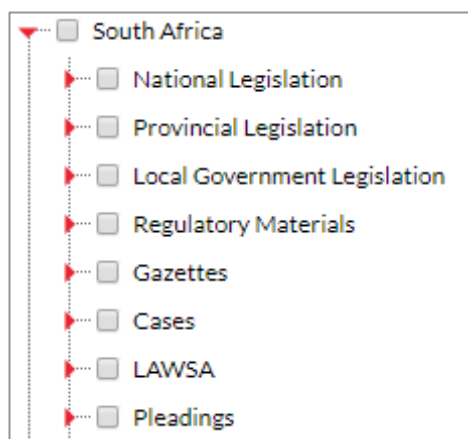 South Africa
National Legislation
Provincial Legislation
Local Government Legislation
Regulatory Materials
Gazettes
Cases
LAWSA
Pleadings